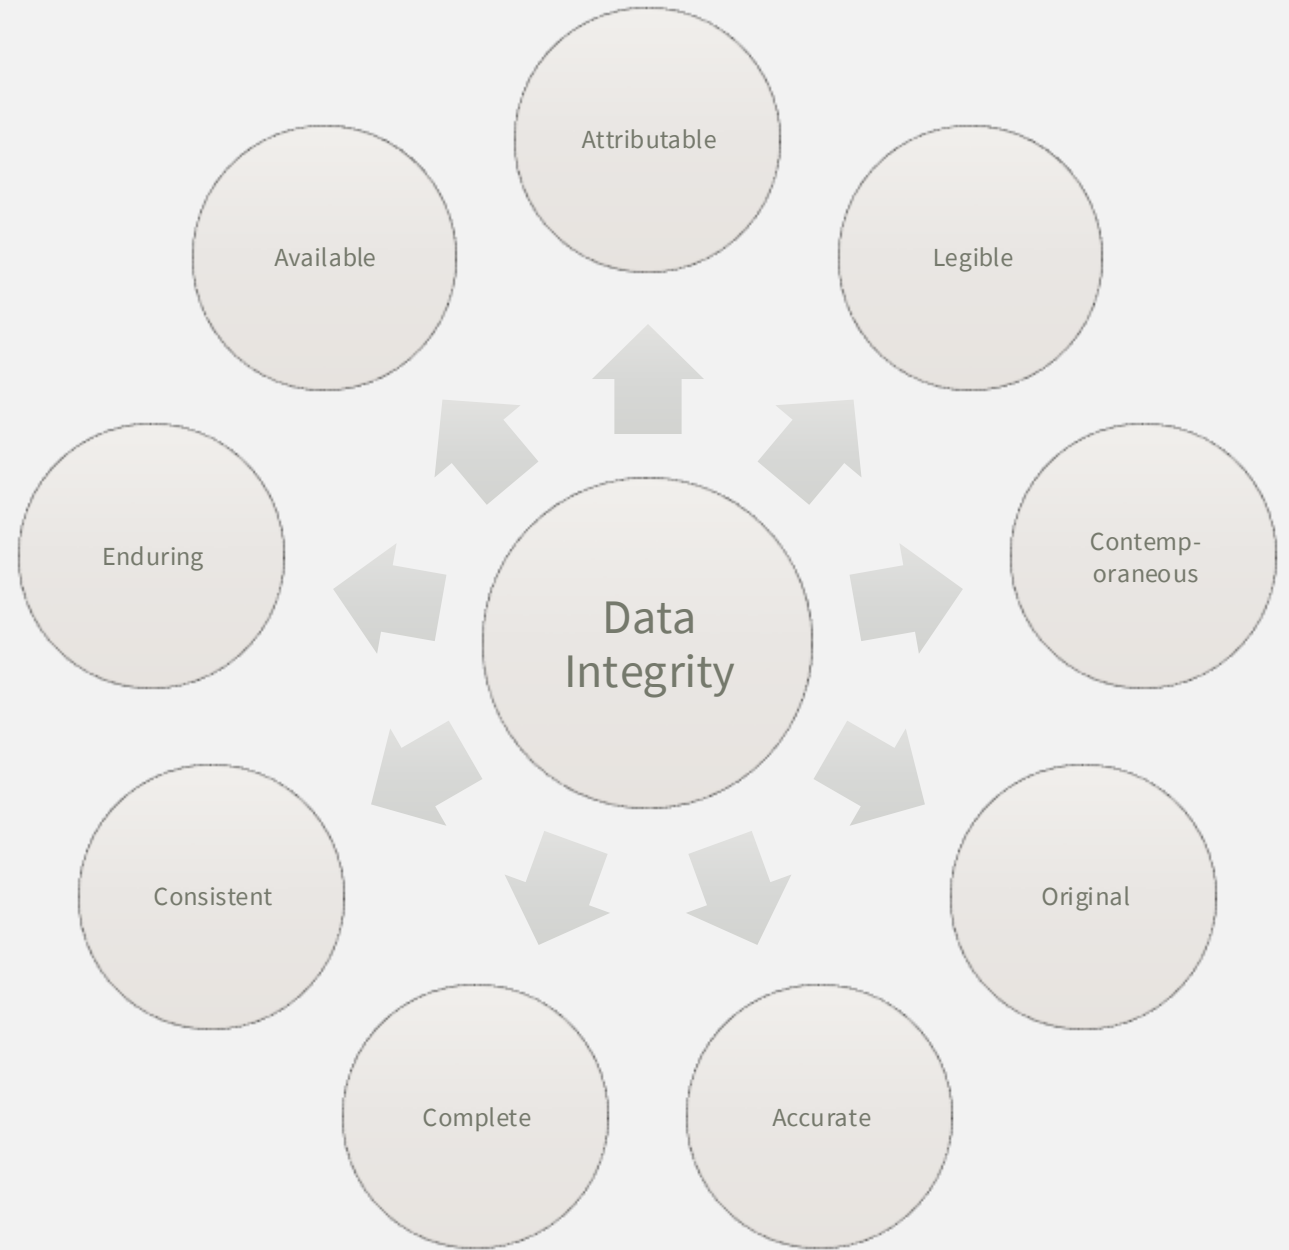 Attributable
Available
Legible
Contemp-
oraneous
Enduring
Data
Integrity
Consistent
Original
Complete
Accurate